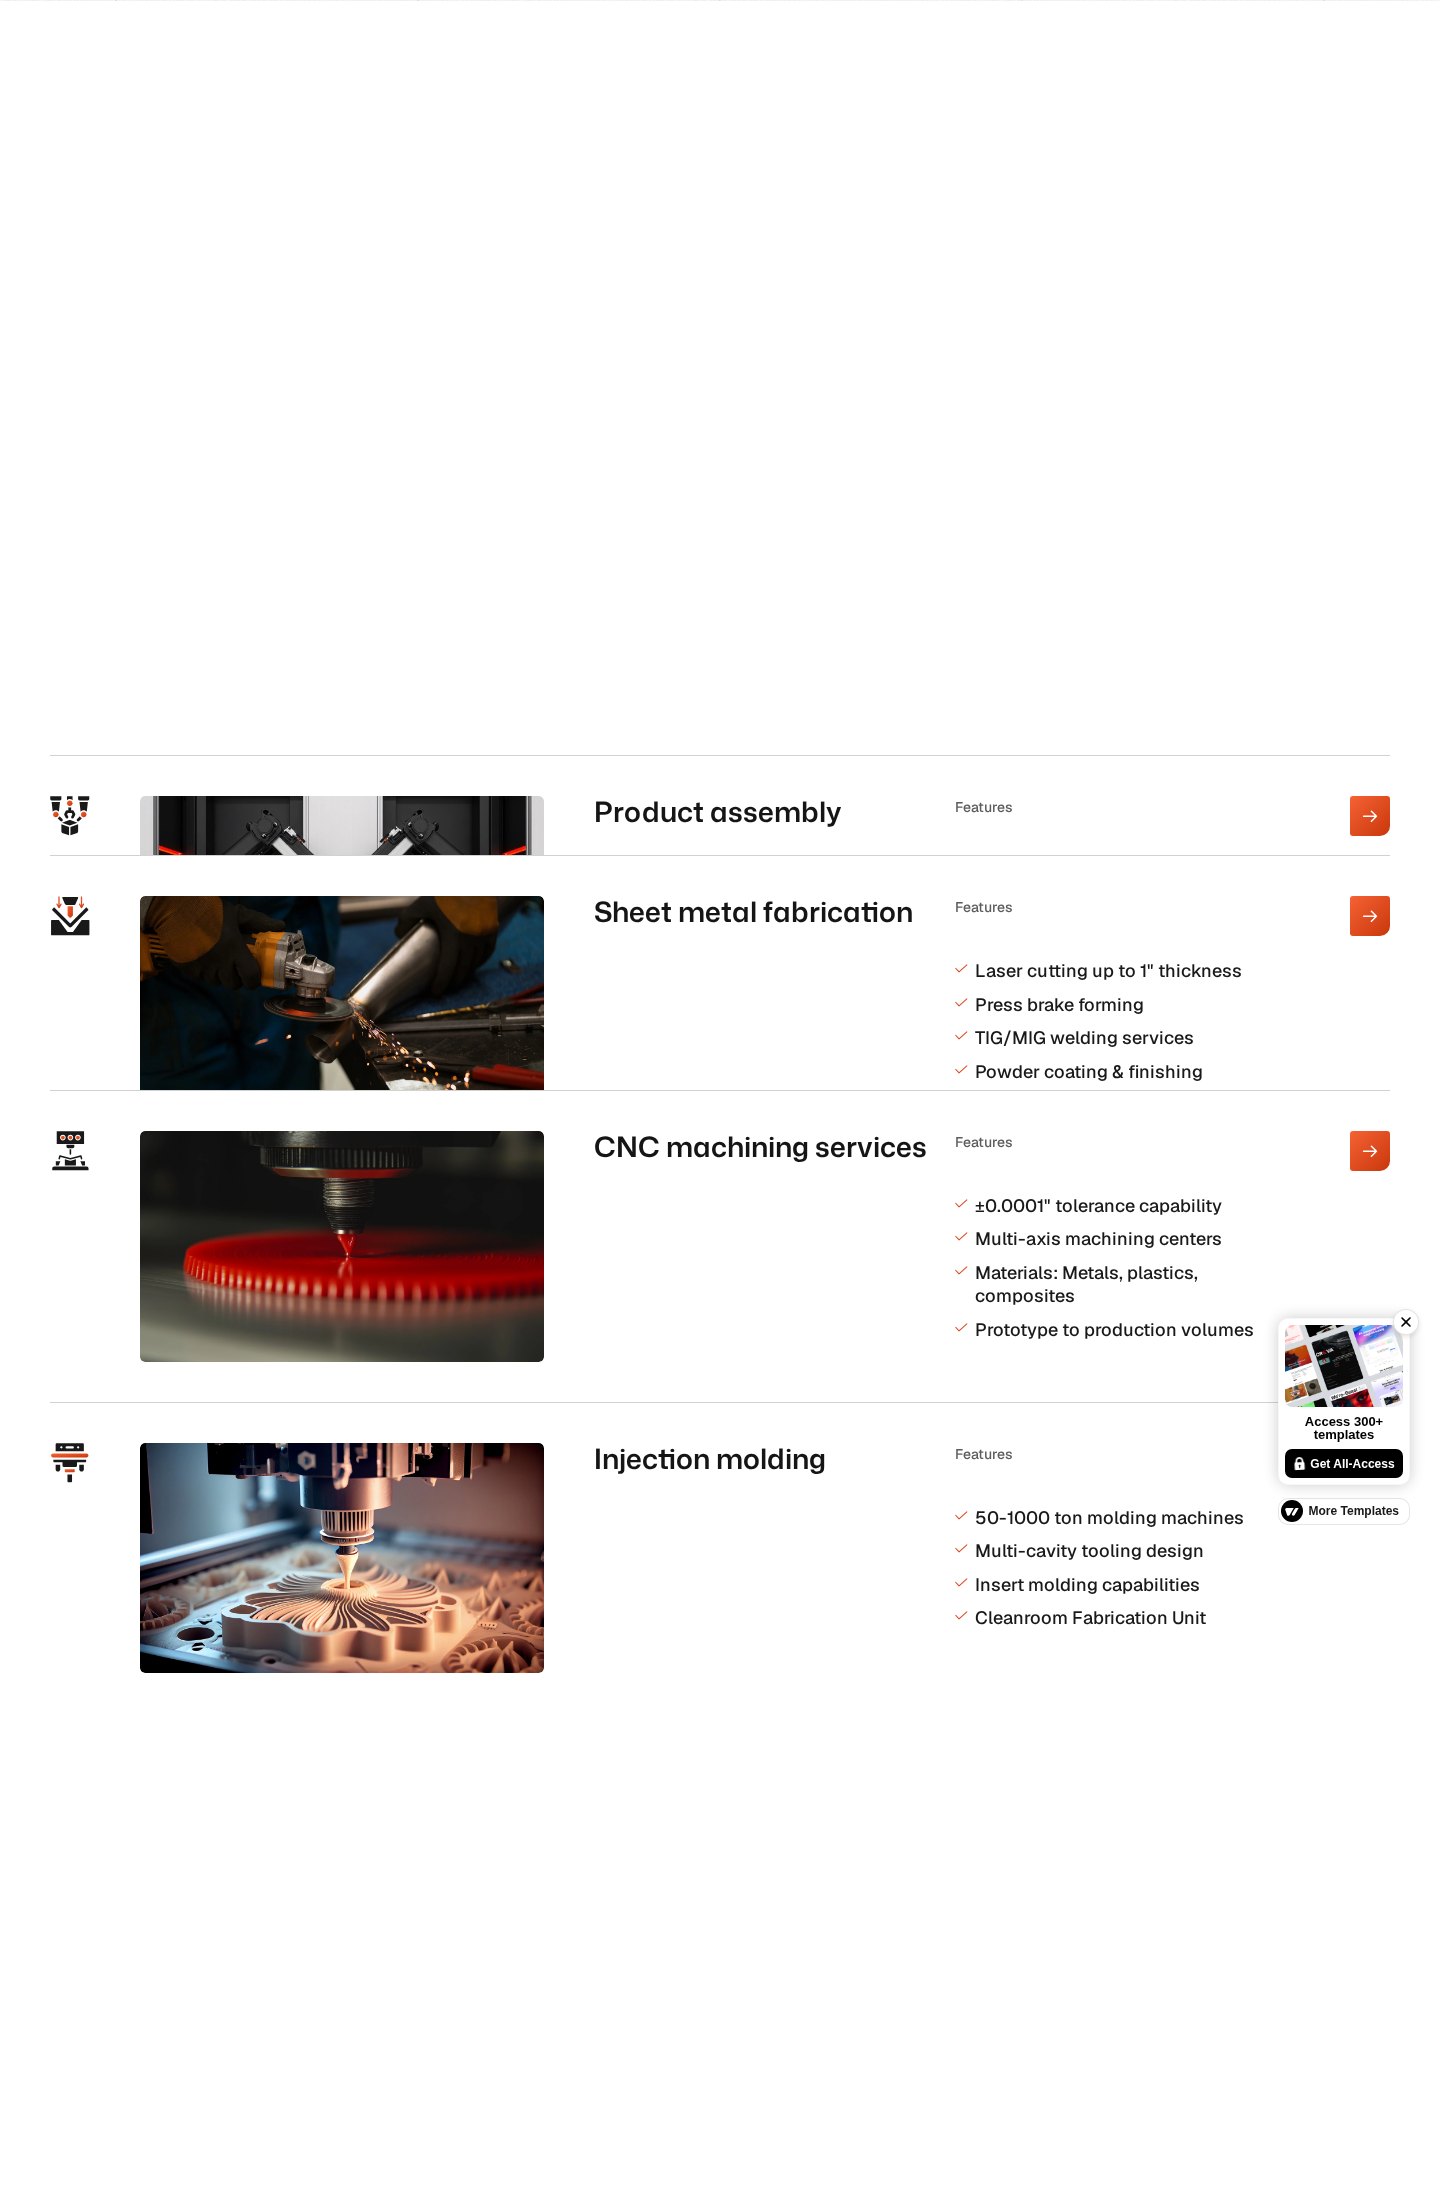 Product assembly
Features
Sheet metal fabrication
Features
Laser cutting up to 1" thickness
Press brake forming
TIG/MIG welding services
Powder coating & finishing
CNC machining services
Features
±0.0001" tolerance capability
Multi-axis machining centers
Materials: Metals, plastics,
composites
Prototype to production volumes
Injection molding
Features
50-1000 ton molding machines
Multi-cavity tooling design
Insert molding capabilities
Cleanroom Fabrication Unit
Access 300+
templates
Get All-Access
More Templates